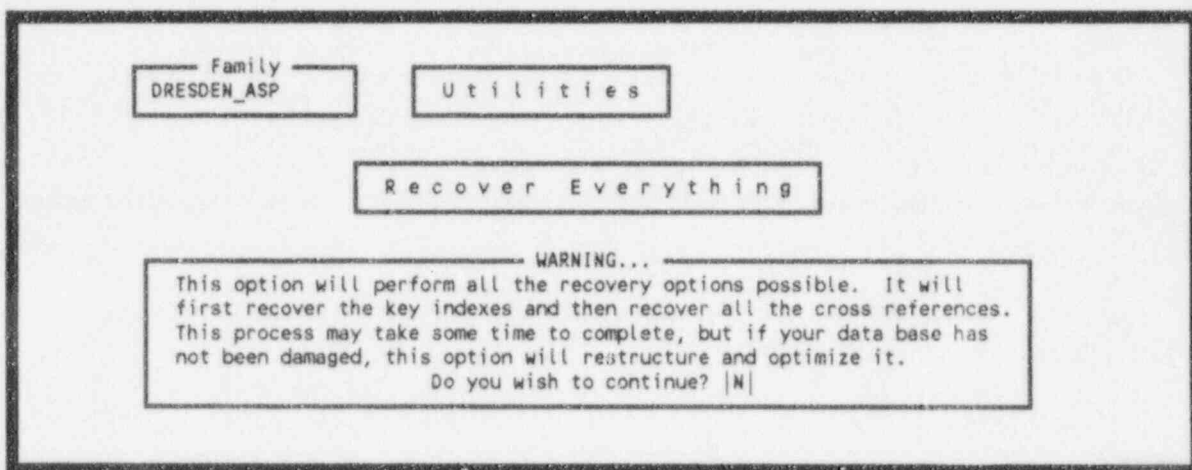 Family
DRESDEN_ASP
Utilities
Recover Everything
WARNING...
This option will perform all the recovery options possible. It will
first recover the key indexes and then recover all the cross references.
This process may take some time to complete, but if your data base has
not been damaged, this option will restructure and optimize it.
Do you wish to continue? |N|